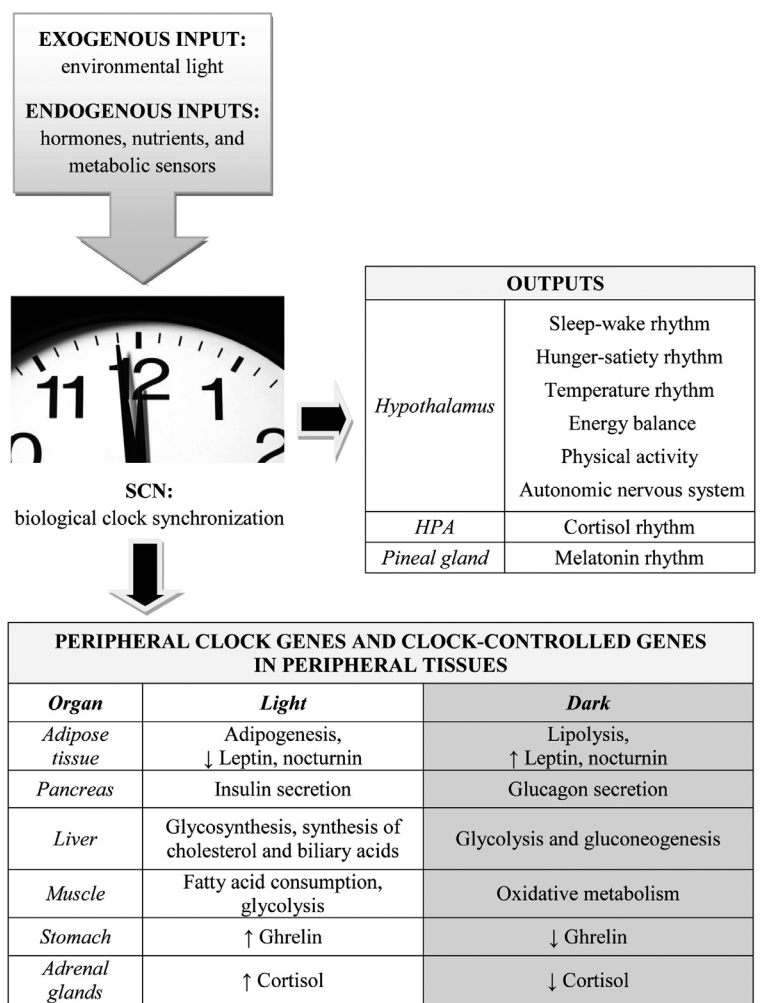 EXOGENOUS INPUT:
environmental light
ENDOGENOUS INPUTS:
hormones, nutrients, and
metabolic sensors
11
12
1
2
SCN:
biological clock synchronization
OUTPUTS
Hypothalamus
Sleep-wake rhythm
Hunger-satiety rhythm
Temperature rhythm
Energy balance
Physical activity
Autonomic nervous system
HPA Cortisol rhythm
Pineal gland Melatonin rhythm
PERIPHERAL CLOCK GENES AND CLOCK-CONTROLLED GENES
IN PERIPHERAL TISSUES
Organ Light Dark
Adipose
tissue
Adipogenesis,
↓ Leptin, nocturnin
Lipolysis,
↑ Leptin, nocturnin
Pancreas Insulin secretion Glucagon secretion
Liver
Glycosynthesis, synthesis of
cholesterol and biliary acids
Glycolysis and gluconeogenesis
Muscle
Fatty acid consumption,
glycolysis
Oxidative metabolism
Stomach ↑ Ghrelin ↓ Ghrelin
Adrenal
glands
↑ Cortisol
↓ Cortisol